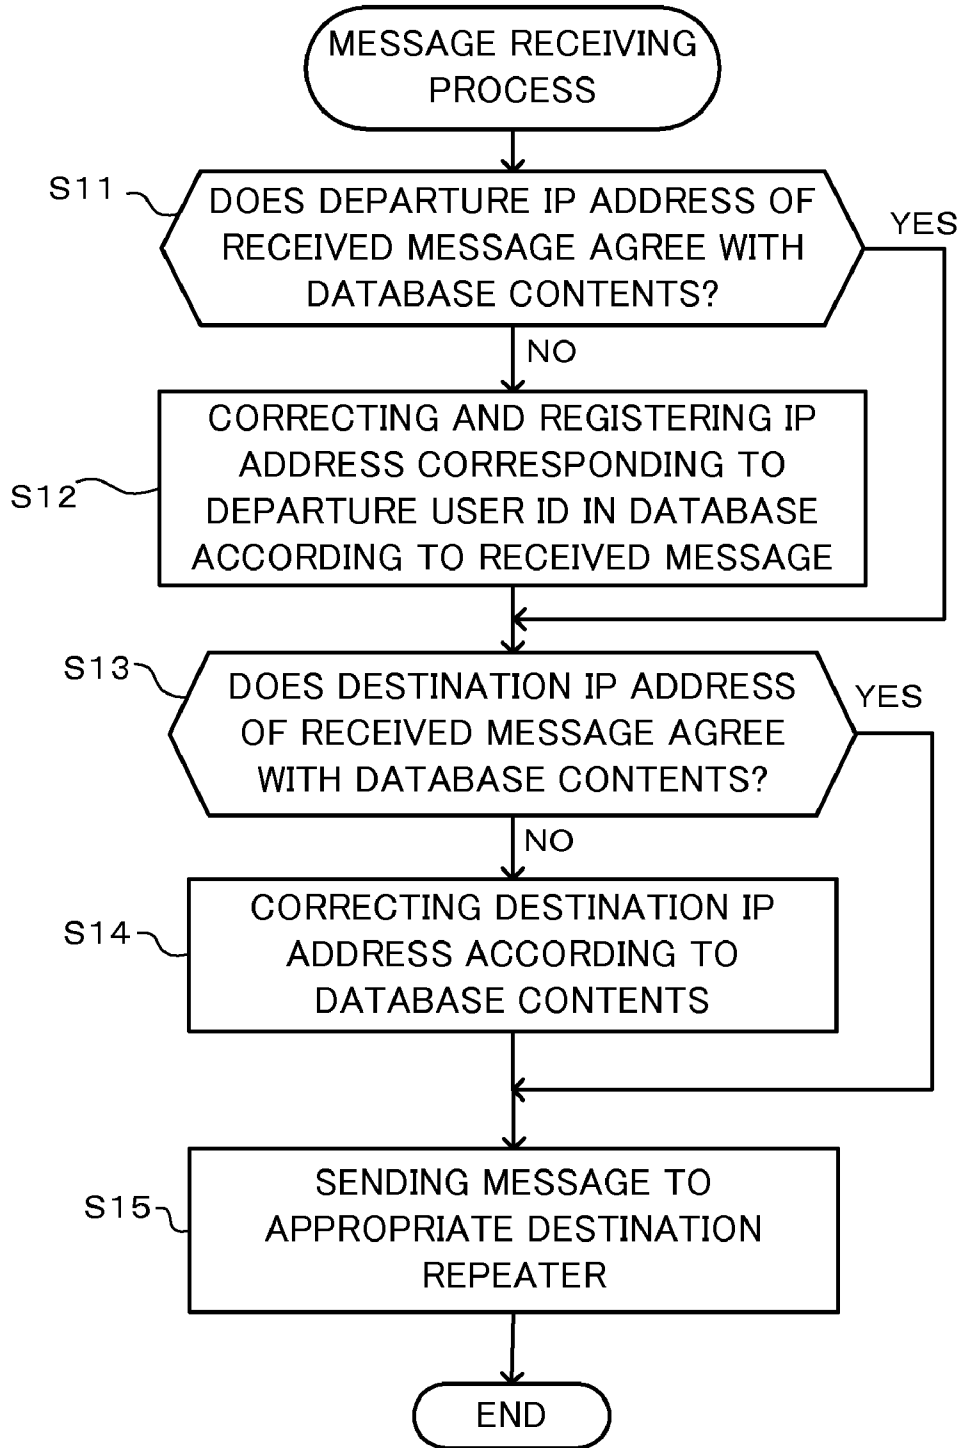 MESSAGE RECEIVING
PROCESS
S11
DOES DEPARTURE IP ADDRESS OF
RECEIVED MESSAGE AGREE WITH
DATABASE CONTENTS?
YES
NO
S12
CORRECTING AND REGISTERING IP
ADDRESS CORRESPONDING TO
DEPARTURE USER ID IN DATABASE
ACCORDING TO RECEIVED MESSAGE
S13
DOES DESTINATION IP ADDRESS
OF RECEIVED MESSAGE AGREE
WITH DATABASE CONTENTS?
YES
NO
S14
CORRECTING DESTINATION IP
ADDRESS ACCORDING TO
DATABASE CONTENTS
S15
SENDING MESSAGE TO
APPROPRIATE DESTINATION
REPEATER
END